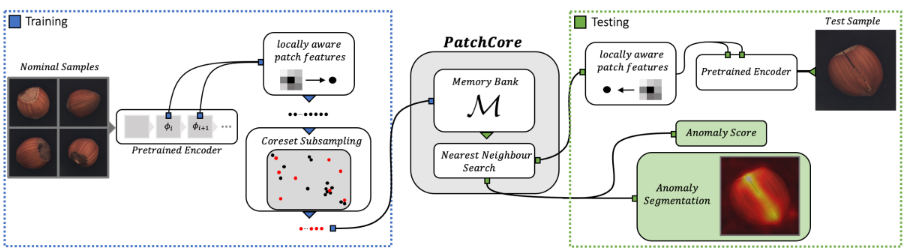 Training
Nominal Samples
ϕᵢ
ϕᵢ₊₁
Pretrained Encoder
locally aware
patch features
Coreset Subsampling
PatchCore
Memory Bank
ℳ
Nearest Neighbour
Search
Testing
locally aware
patch features
Pretrained Encoder
Test Sample
Anomaly Score
Anomaly
Segmentation